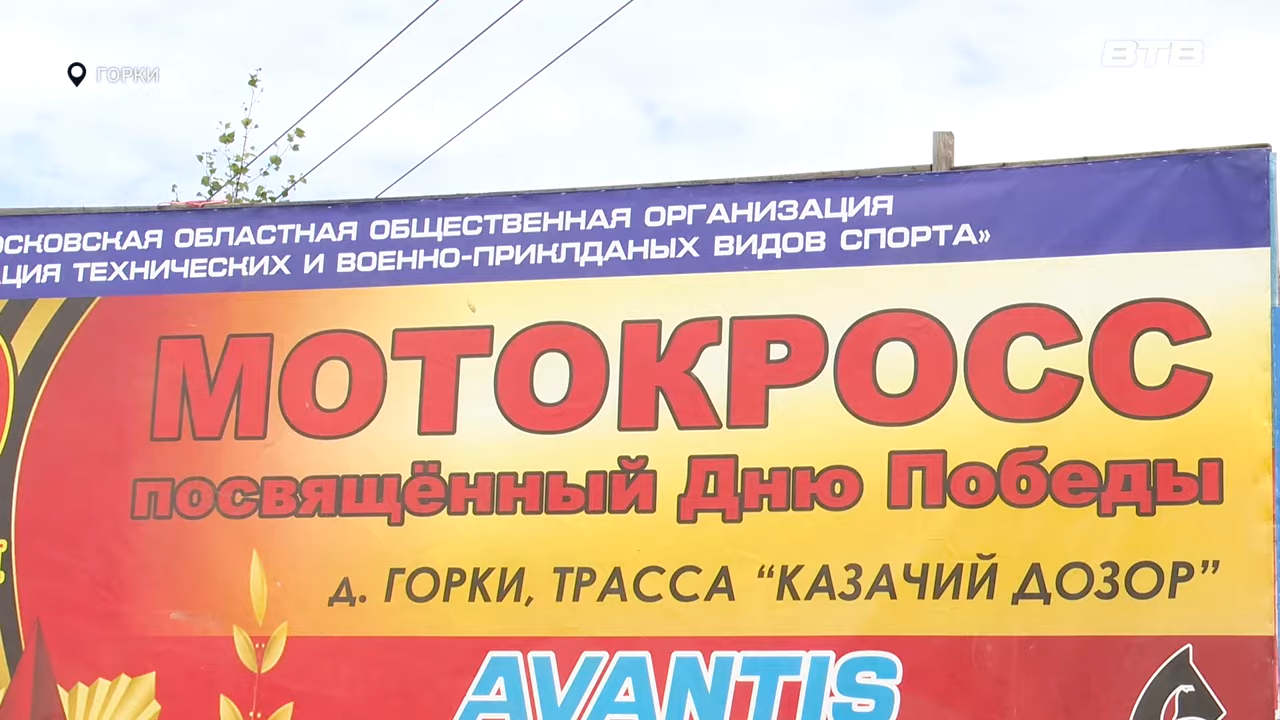 ГОРКИ
ВТВ
ОСКОВСКАЯ ОБЛАСТНАЯ ОБЩЕСТВЕННАЯ ОРГАНИЗАЦИЯ
АЦИЯ ТЕХНИЧЕСКИХ И ВОЕННО-ПРИКЛДАНЫХ ВИДОВ СПОРТА»
МОТОКРОСС
посвящённый Дню Победы
д. ГОРКИ, ТРАССА “КАЗАЧИЙ ДОЗОР”
AVANTIS